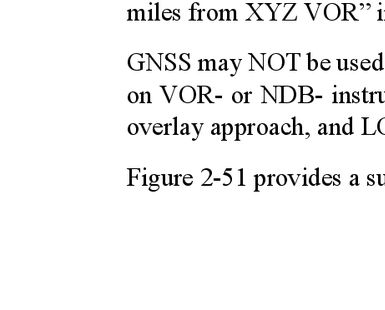 miles from XYZ VOR” i
GNSS may NOT be used
on VOR- or NDB- instru
overlay approach, and LO
Figure 2-51 provides a su